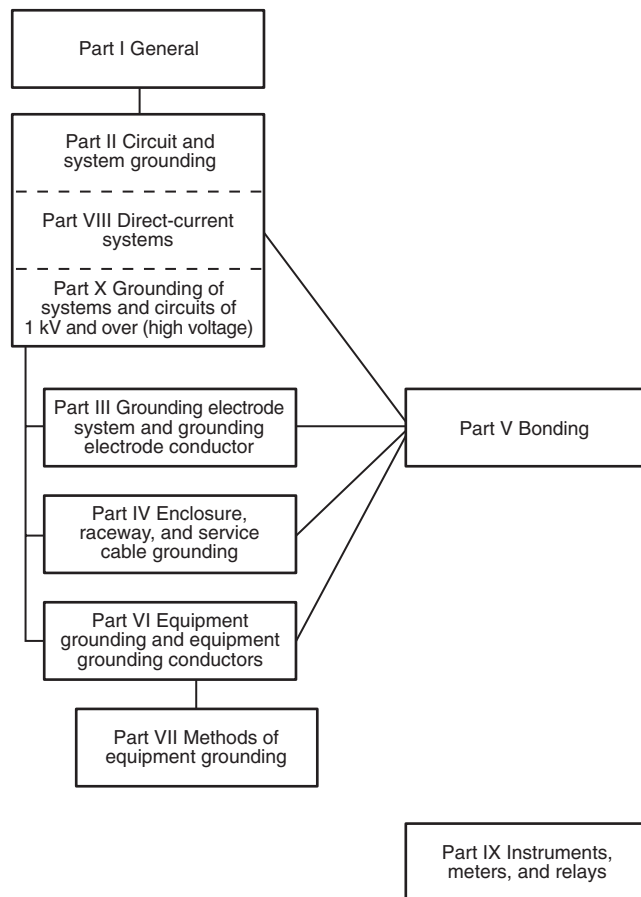 Part I General
Part II Circuit and
system grounding
Part VIII Direct-current
systems
Part X Grounding of
systems and circuits of
1 kV and over (high voltage)
Part III Grounding electrode
system and grounding
electrode conductor
Part V Bonding
Part IV Enclosure,
raceway, and service
cable grounding
Part VI Equipment
grounding and equipment
grounding conductors
Part VII Methods of
equipment grounding
Part IX Instruments,
meters, and relays